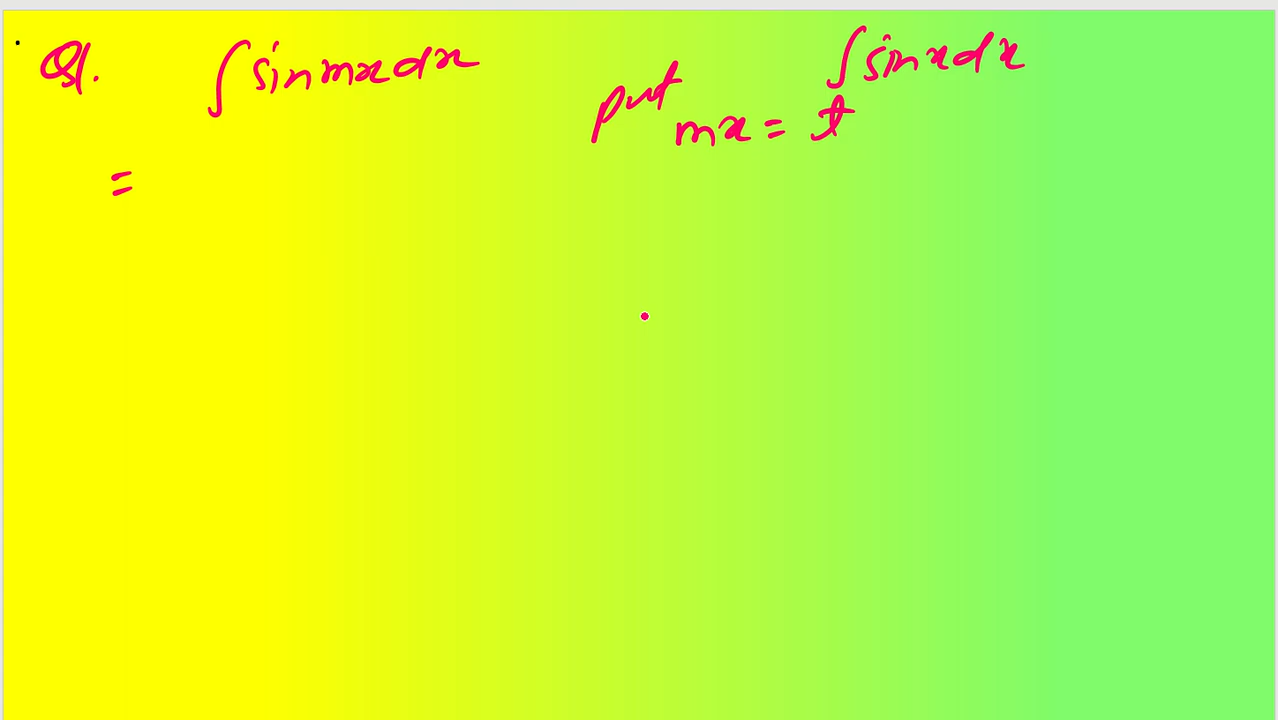 Q1. ∫ sin mx dx ∫ sin x dx
put mx = t
=